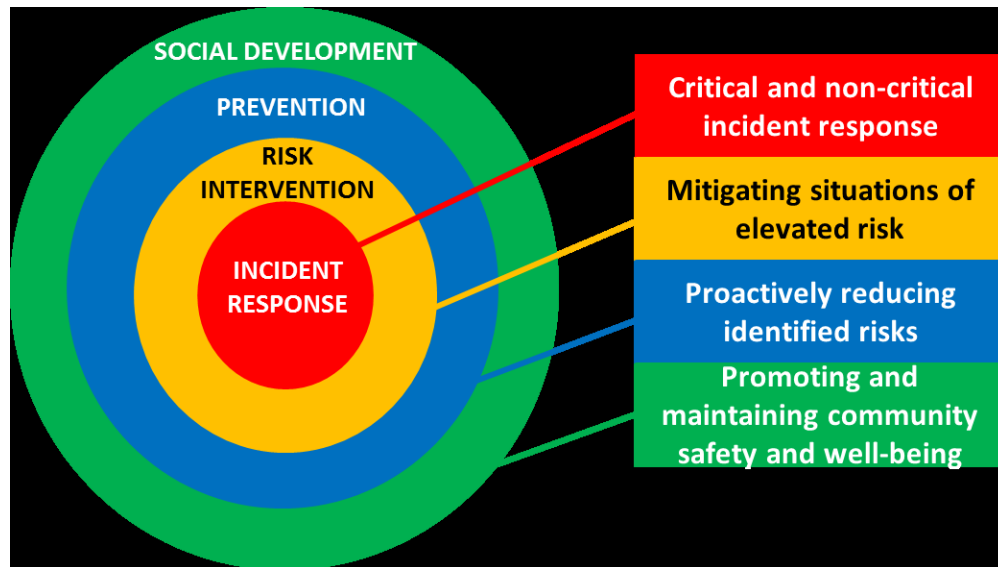 SOCIAL DEVELOPMENT
PREVENTION
RISK
INTERVENTION
INCIDENT
RESPONSE
Critical and non-critical
incident response
Mitigating situations of
elevated risk
Proactively reducing
identified risks
Promoting and
maintaining community
safety and well-being